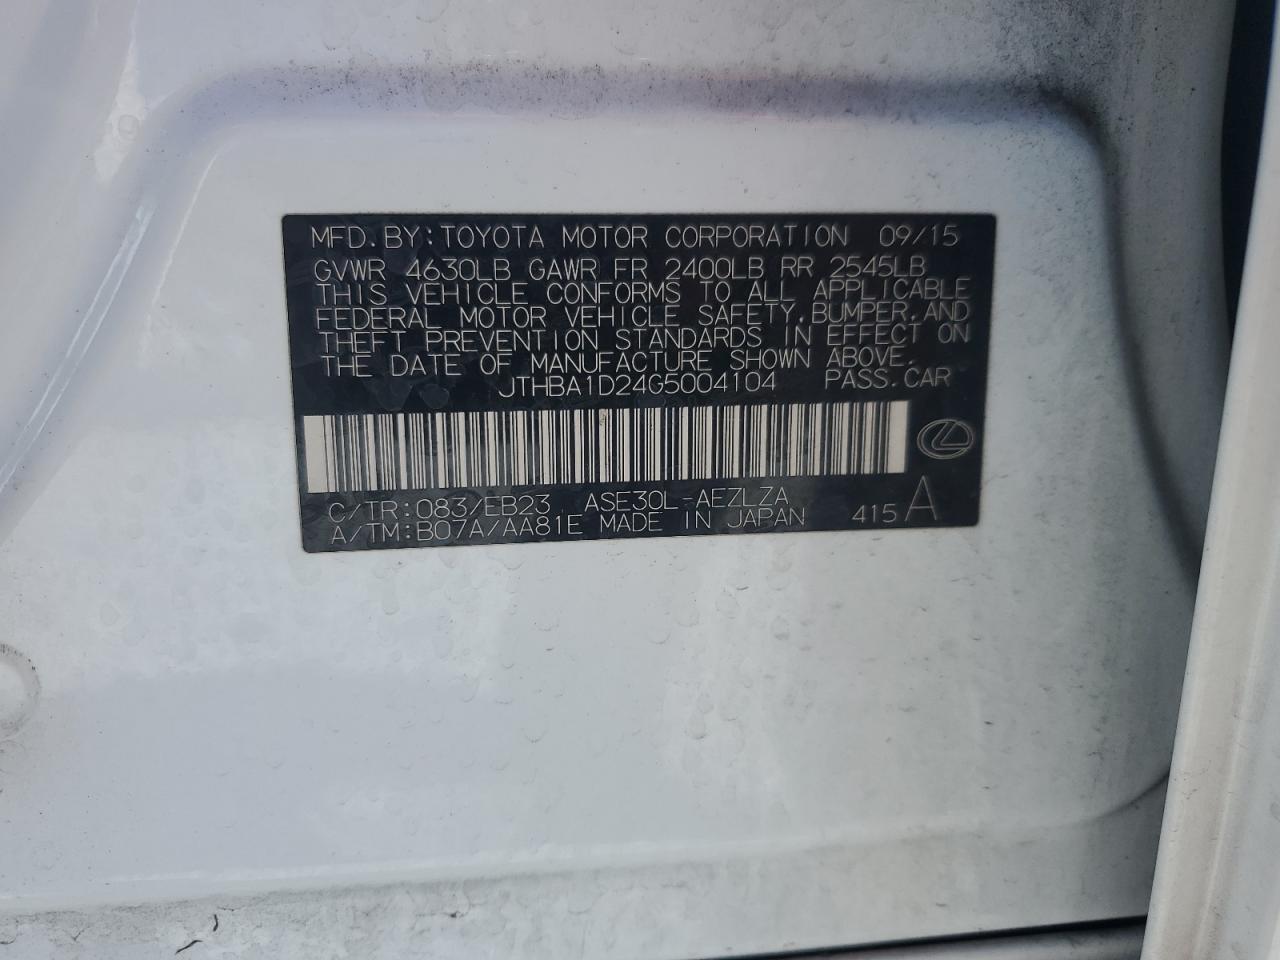 MFD.BY:TOYOTA MOTOR CORPORATION 09/15
GVWR 4630LB GAWR FR 2400LB RR 2545LB
THIS VEHICLE CONFORMS TO ALL APPLICABLE
FEDERAL MOTOR VEHICLE SAFETY, BUMPER, AND
THEFT PREVENTION STANDARDS IN EFFECT ON
THE DATE OF MANUFACTURE SHOWN ABOVE.
JTHBA1D24G5004104 PASS.CAR
C/TR:083/EB23 ASE30L-AEZLZA
A/TM:B07A/AA81E MADE IN JAPAN 415 A